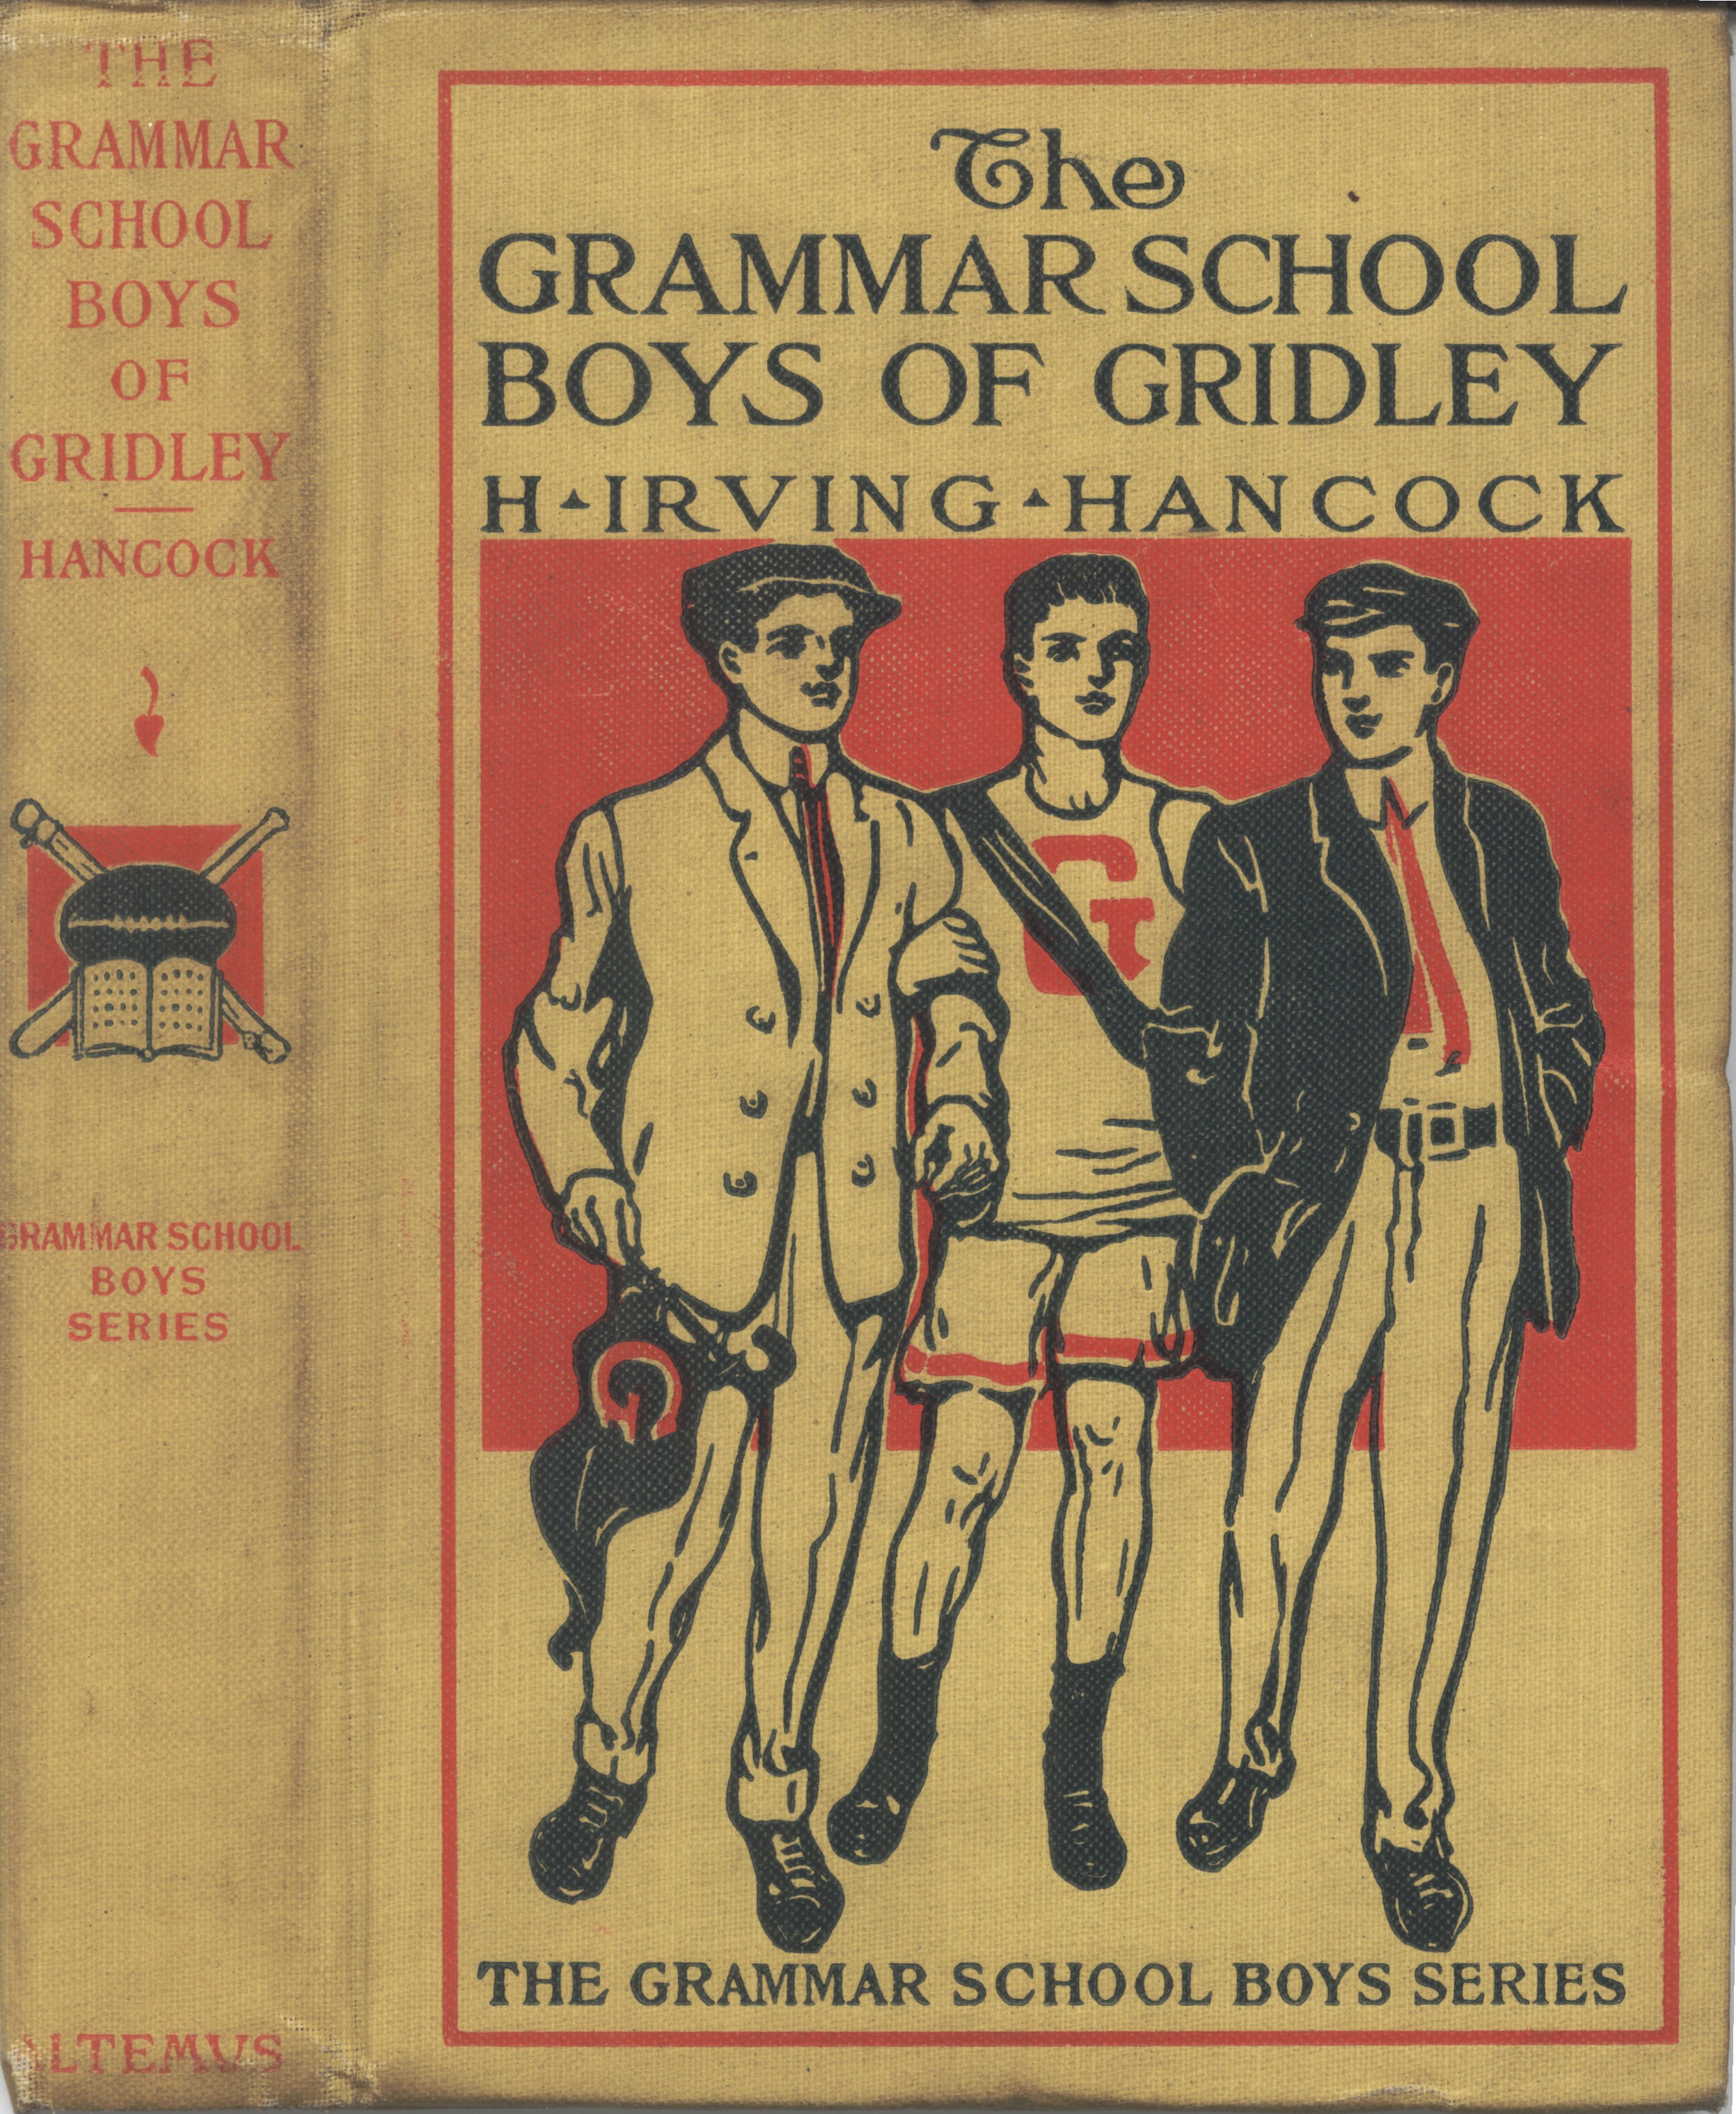 THE
GRAMMAR
SCHOOL
BOYS
OF
GRIDLEY
HANCOCK
GRAMMAR SCHOOL
BOYS
SERIES
ALTEMUS
The
GRAMMAR SCHOOL
BOYS OF GRIDLEY
H▲IRVING▲HANCOCK
G
G
THE GRAMMAR SCHOOL BOYS SERIES